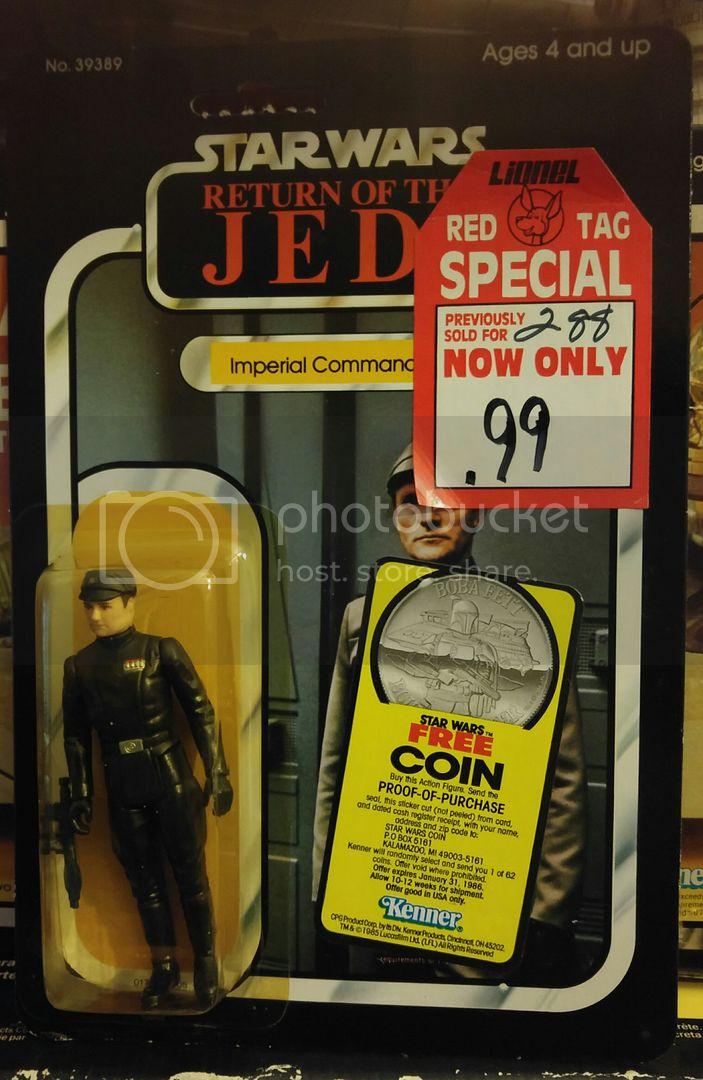 No. 39389
Ages 4 and up
STAR WARS
RETURN OF TH
JED
LIONEL
RED TAG
SPECIAL
PREVIOUSLY
SOLD FOR 2 88
NOW ONLY
.99
Imperial Command
photobucket
host. store. share.
BOBA FETT
STAR WARS™
FREE
COIN
Buy this Action Figure. Send the
PROOF-OF-PURCHASE
seal, this sticker cut (not peeled) from card,
and dated cash register receipt, with your name,
address and zip code to:
STAR WARS COIN
P.O BOX 5161
KALAMAZOO, MI 49003-5161
Kenner will randomly select and send you 1 of 62
coins. Offer void where prohibited.
Offer expires January 31, 1986.
Allow 10-12 weeks for shipment.
Offer good in USA only.
Kenner
CPG Product Corp. by its Div. Kenner Products, Cincinnati, OH 45202.
TM & © 1985 Lucasfilm Ltd. (LFL) All Rights Reserved